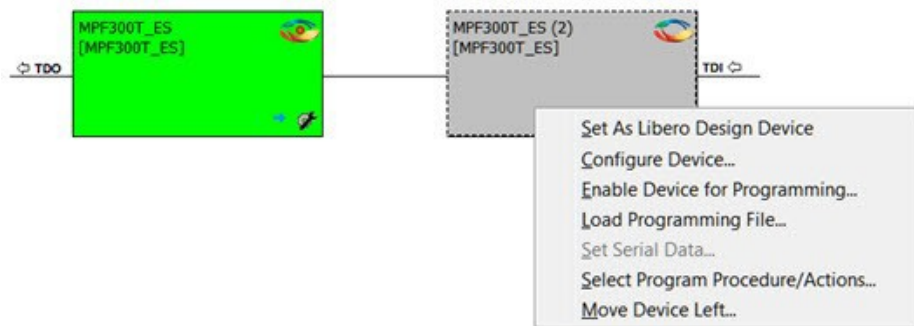 MPF300T_ES
[MPF300T_ES]
TDO
MPF300T_ES (2)
[MPF300T_ES]
TDI
Set As Libero Design Device
Configure Device...
Enable Device for Programming...
Load Programming File...
Set Serial Data...
Select Program Procedure/Actions...
Move Device Left...